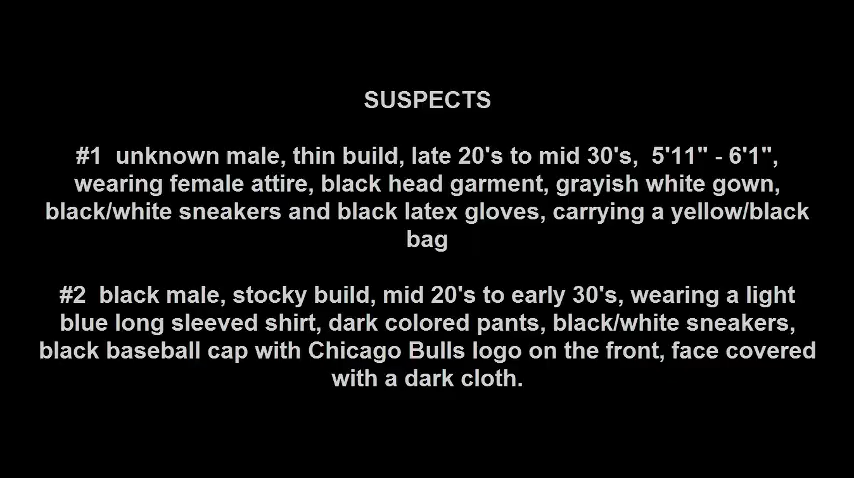 SUSPECTS
#1  unknown male, thin build, late 20's to mid 30's,  5'11" - 6'1",
wearing female attire, black head garment, grayish white gown,
black/white sneakers and black latex gloves, carrying a yellow/black
bag
#2  black male, stocky build, mid 20's to early 30's, wearing a light
blue long sleeved shirt, dark colored pants, black/white sneakers,
black baseball cap with Chicago Bulls logo on the front, face covered
with a dark cloth.